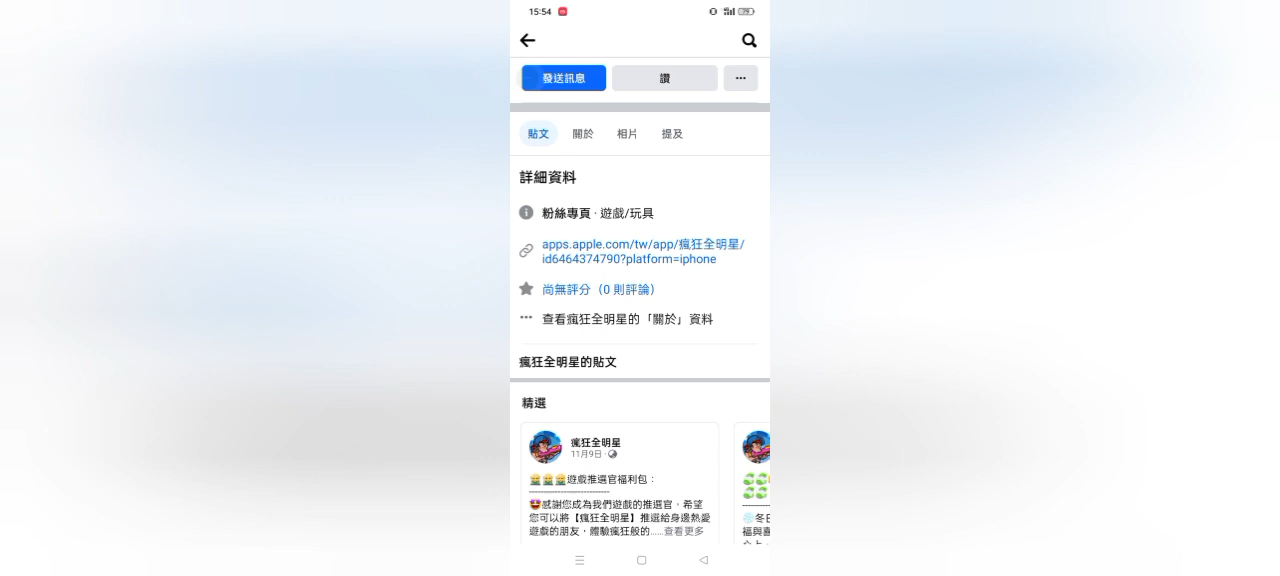 15:54
發送訊息
讚
貼文 關於 相片 提及
詳細資料
粉絲專頁 · 遊戲/玩具
apps.apple.com/tw/app/瘋狂全明星/
id6464374790?platform=iphone
尚無評分（0 則評論）
查看瘋狂全明星的「關於」資料
瘋狂全明星的貼文
精選
瘋狂全明星
11月9日
遊戲推選官福利包：
---------------------------
感謝您成為我們遊戲的推選官，希望
您可以將【瘋狂全明星】推選給身邊熱愛
遊戲的朋友，體驗瘋狂般的……查看更多
冬日
福與喜